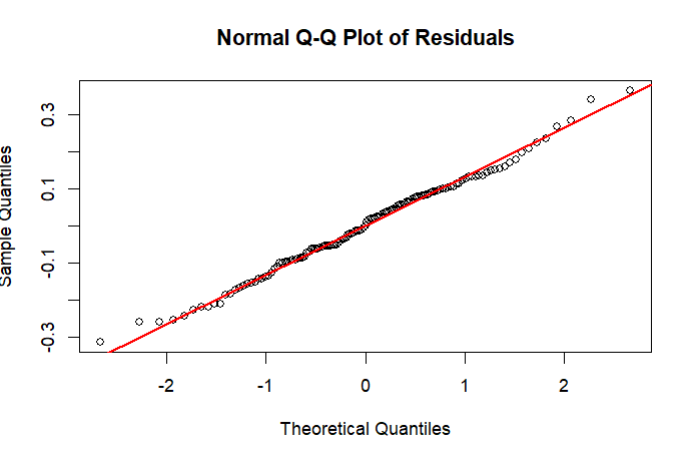 Normal Q-Q Plot of Residuals
Sample Quantiles
0.3
0.1
-0.1
-0.3
-2 -1 0 1 2
Theoretical Quantiles